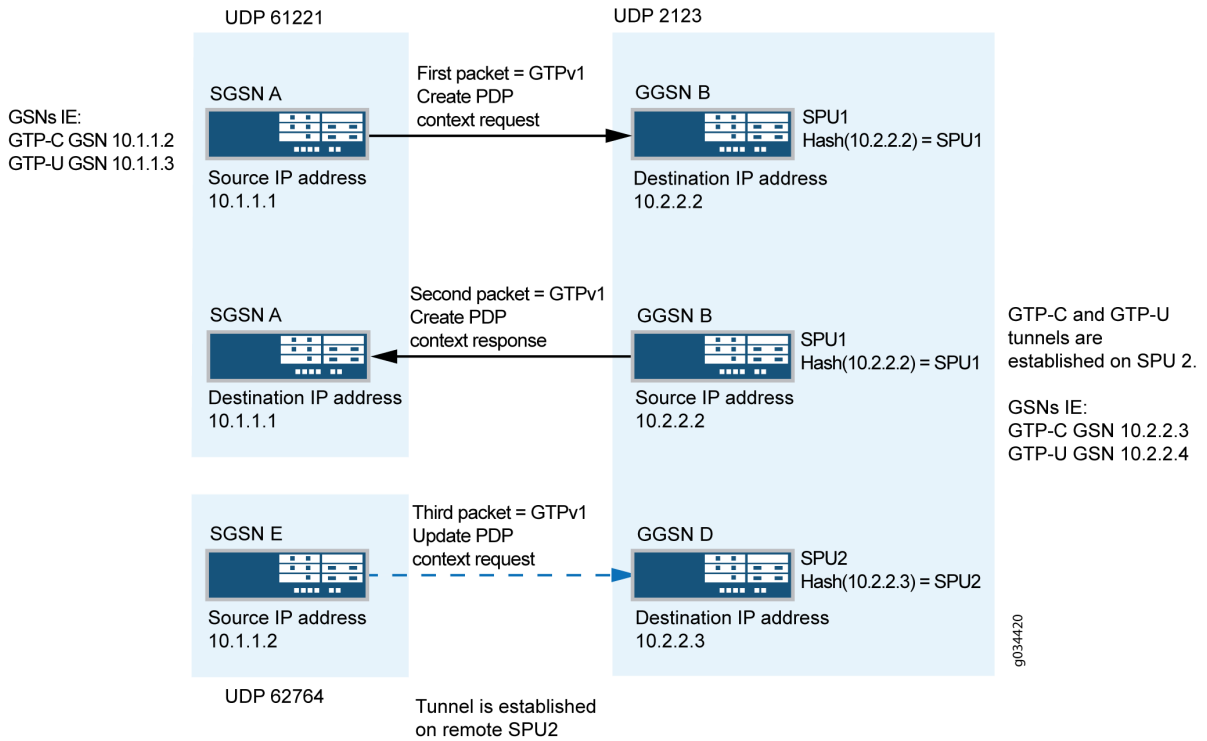 UDP 61221
UDP 2123
GSNs IE:
GTP-C GSN 10.1.1.2
GTP-U GSN 10.1.1.3
SGSN A
Source IP address
10.1.1.1
First packet = GTPv1
Create PDP
context request
GGSN B
SPU1
Hash(10.2.2.2) = SPU1
Destination IP address
10.2.2.2
SGSN A
Destination IP address
10.1.1.1
Second packet = GTPv1
Create PDP
context response
GGSN B
SPU1
Hash(10.2.2.2) = SPU1
Source IP address
10.2.2.2
GTP-C and GTP-U
tunnels are
established on SPU 2.
GSNs IE:
GTP-C GSN 10.2.2.3
GTP-U GSN 10.2.2.4
SGSN E
Source IP address
10.1.1.2
Third packet = GTPv1
Update PDP
context request
GGSN D
SPU2
Hash(10.2.2.3) = SPU2
Destination IP address
10.2.2.3
UDP 62764
Tunnel is established
on remote SPU2
g034420